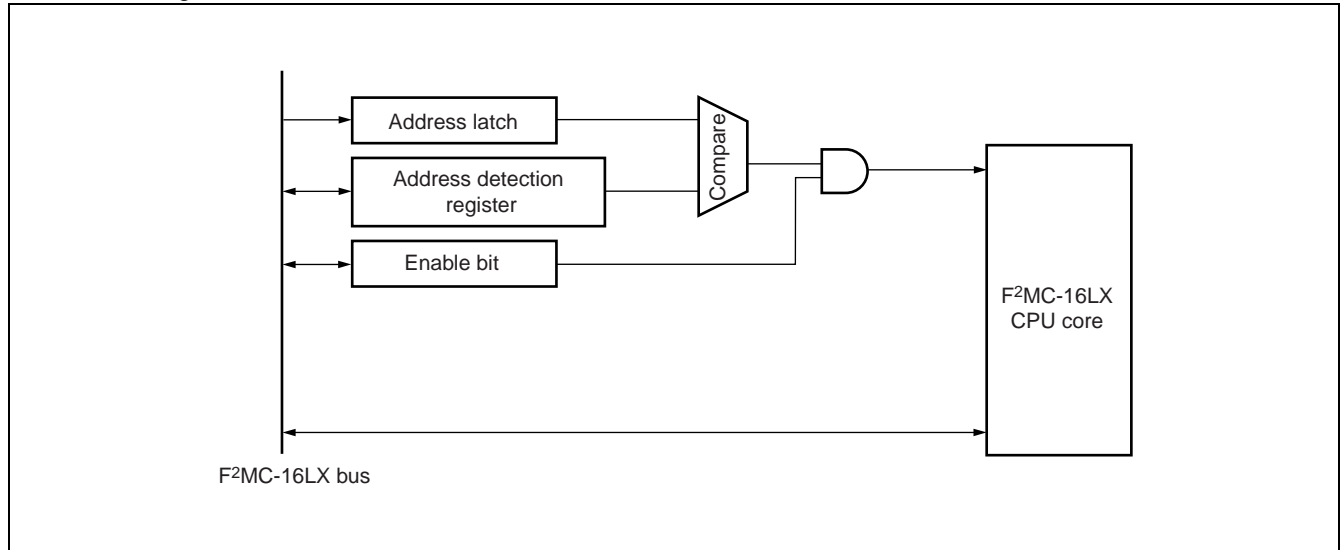 Address latch
Address detection
register
Enable bit
Compare
F²MC-16LX
CPU core
F²MC-16LX bus